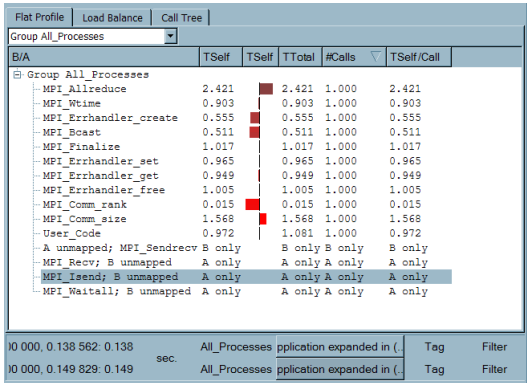 Flat Profile Load Balance Call Tree
Group All_Processes
B/A TSelf TSelf TTotal #Calls TSelf/Call
Group All_Processes
MPI_Allreduce 2.421 2.421 1.000 2.421
MPI_Wtime 0.903 0.903 1.000 0.903
MPI_Errhandler_create 0.555 0.555 1.000 0.555
MPI_Bcast 0.511 0.511 1.000 0.511
MPI_Finalize 1.017 1.017 1.000 1.017
MPI_Errhandler_set 0.965 0.965 1.000 0.965
MPI_Errhandler_get 0.949 0.949 1.000 0.949
MPI_Errhandler_free 1.005 1.005 1.000 1.005
MPI_Comm_rank 0.015 0.015 1.000 0.015
MPI_Comm_size 1.568 1.568 1.000 1.568
User_Code 0.972 1.081 1.000 0.972
A unmapped; MPI_Sendrecv B only B only B only B only
MPI_Recv; B unmapped A only A only A only A only
MPI_Isend; B unmapped A only A only A only A only
MPI_Waitall; B unmapped A only A only A only A only
00 000, 0.138 562: 0.138 All_Processes pplication expanded in (.. Tag Filter
sec.
00 000, 0.149 829: 0.149 All_Processes pplication expanded in (.. Tag Filter